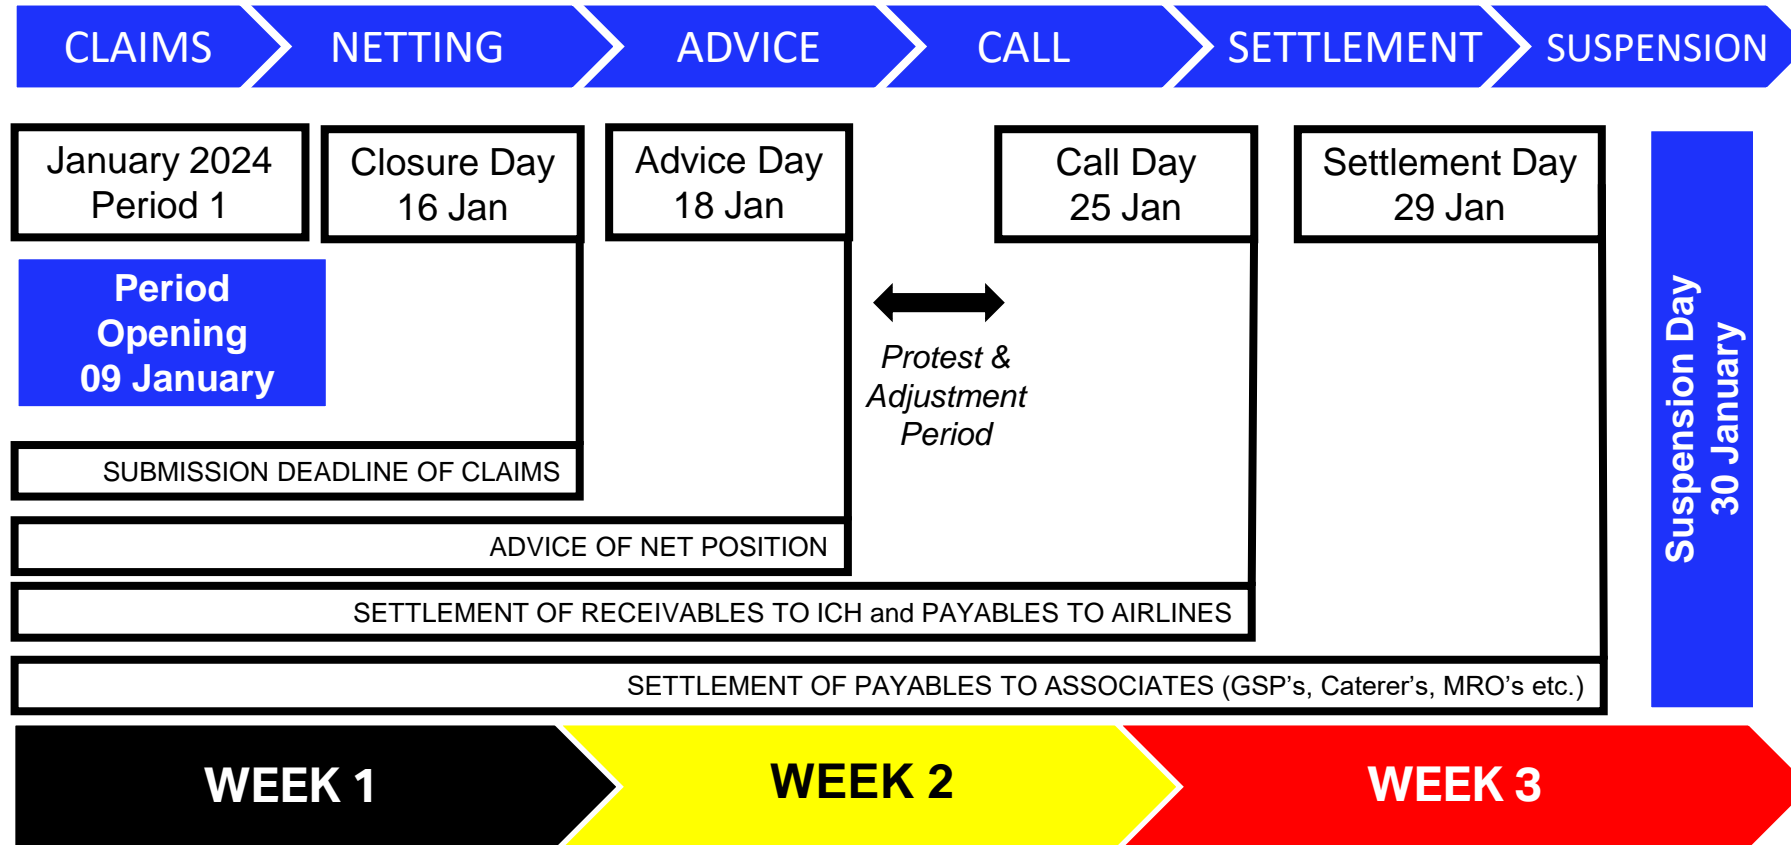 CLAIMS
NETTING
ADVICE
CALL
SETTLEMENT
SUSPENSION
January 2024
Period 1
Closure Day
16 Jan
Advice Day
18 Jan
Call Day
25 Jan
Settlement Day
29 Jan
Period
Opening
09 January
Protest &
Adjustment
Period
Suspension Day
30 January
SUBMISSION DEADLINE OF CLAIMS
ADVICE OF NET POSITION
SETTLEMENT OF RECEIVABLES TO ICH and PAYABLES TO AIRLINES
SETTLEMENT OF PAYABLES TO ASSOCIATES (GSP's, Caterer's, MRO's etc.)
WEEK 1
WEEK 2
WEEK 3